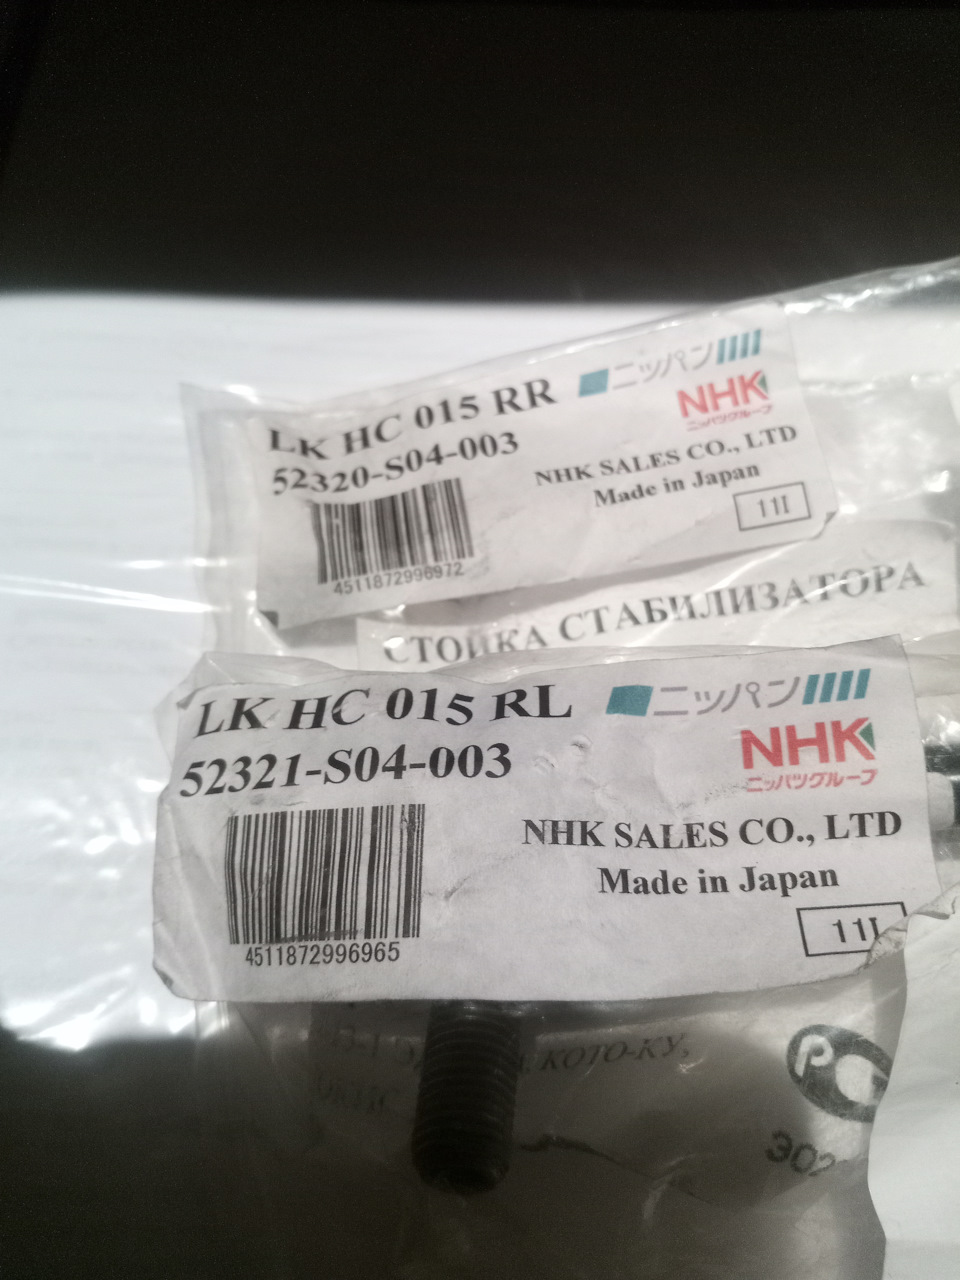 LK HC 015 RR
ニッパン
52320-S04-003
NHK
ニッパツグループ
NHK SALES CO., LTD
Made in Japan
11I
4511872996972
СТОЙКА СТАБИЛИЗАТОРА
LK HC 015 RL
ニッパン
52321-S04-003
NHK
ニッパツグループ
NHK SALES CO., LTD
Made in Japan
11I
4511872996965
КОТО-КУ,
РСТ
302